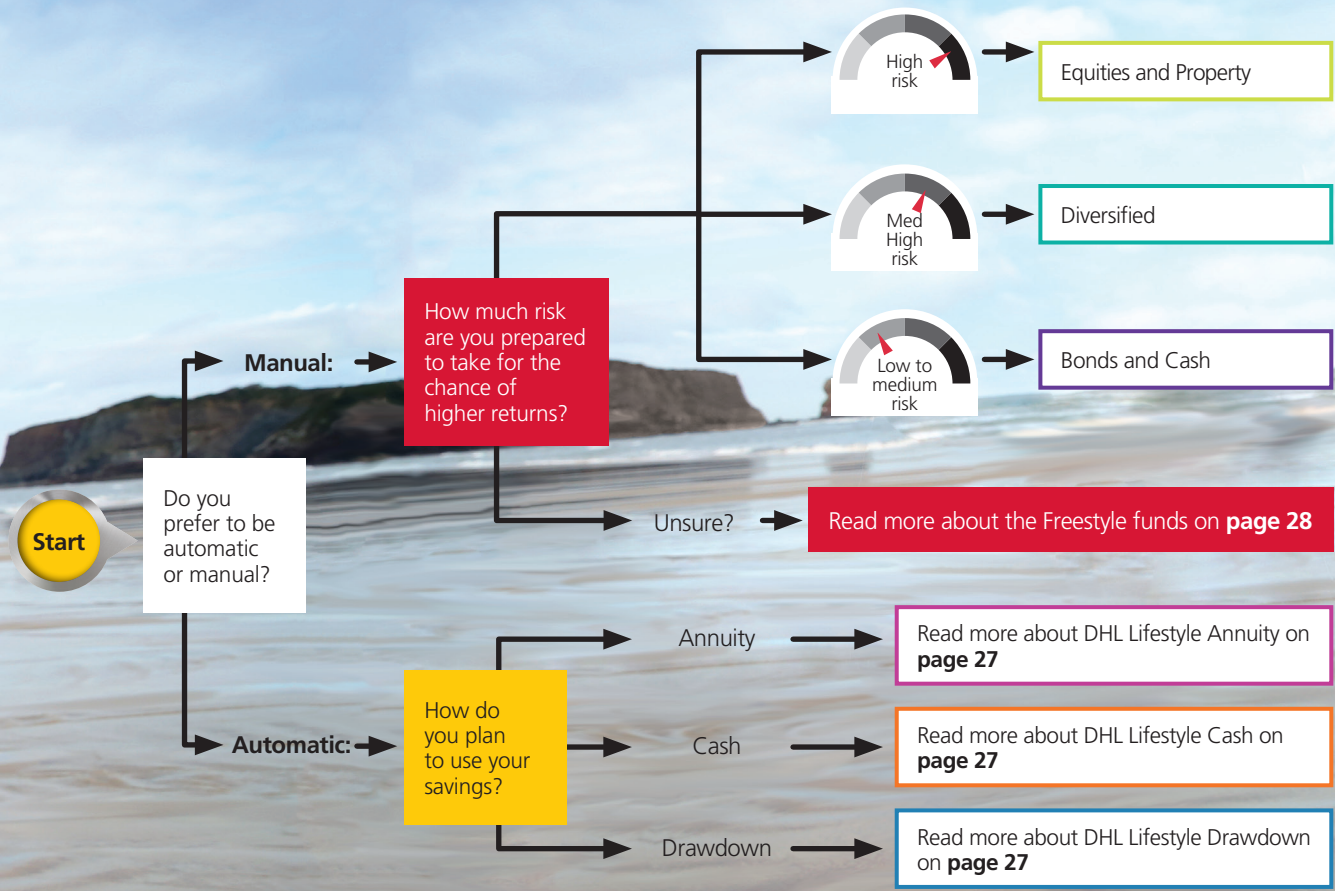 Start
Do you
prefer to be
automatic
or manual?
Manual:
How much risk
are you prepared
to take for the
chance of
higher returns?
High
risk
Equities and Property
Med
High
risk
Diversified
Low to
medium
risk
Bonds and Cash
Unsure?
Read more about the Freestyle funds on page 28
Automatic:
How do
you plan
to use your
savings?
Annuity
Read more about DHL Lifestyle Annuity on
page 27
Cash
Read more about DHL Lifestyle Cash on
page 27
Drawdown
Read more about DHL Lifestyle Drawdown
on page 27